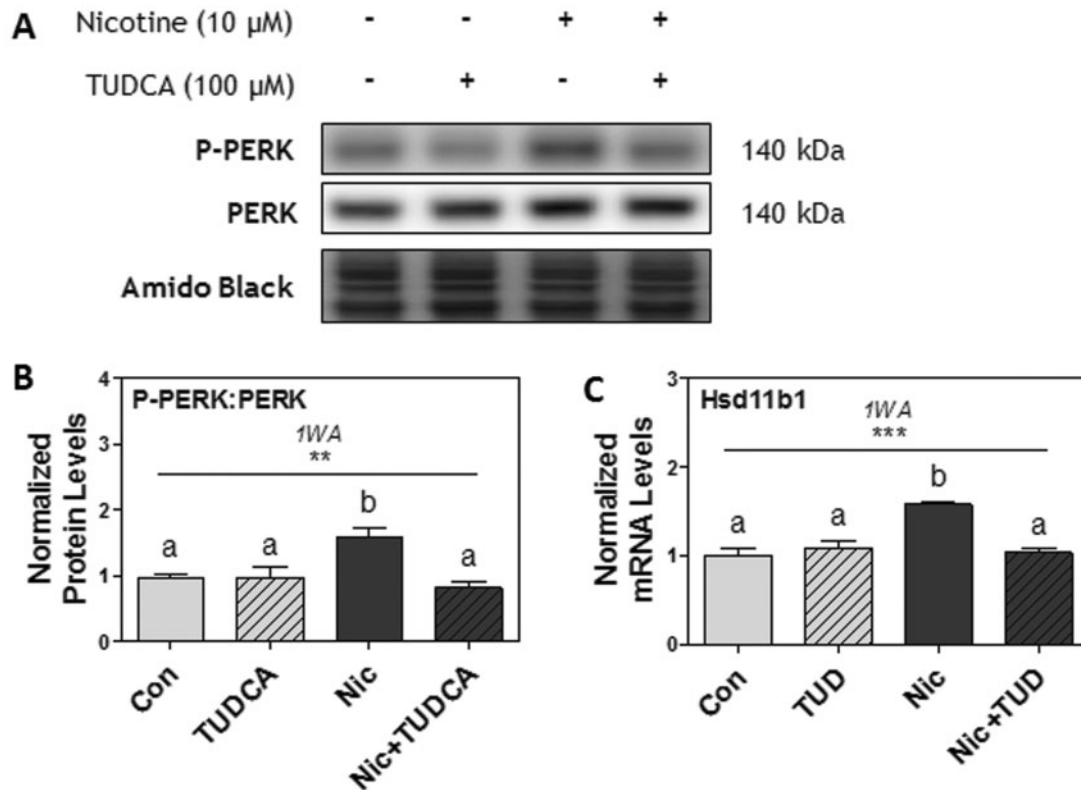 A
Nicotine (10 µM) - - + +
TUDCA (100 µM) - + - +
P-PERK 140 kDa
PERK 140 kDa
Amido Black
B
P-PERK:PERK
1WA
**
Normalized
Protein Levels
4
3
2
1
0
a
a
b
a
Con
TUDCA
Nic
Nic+TUDCA
C
Hsd11b1
1WA
***
Normalized
mRNA Levels
3
2
1
0
a
a
b
a
Con
TUD
Nic
Nic+TUD